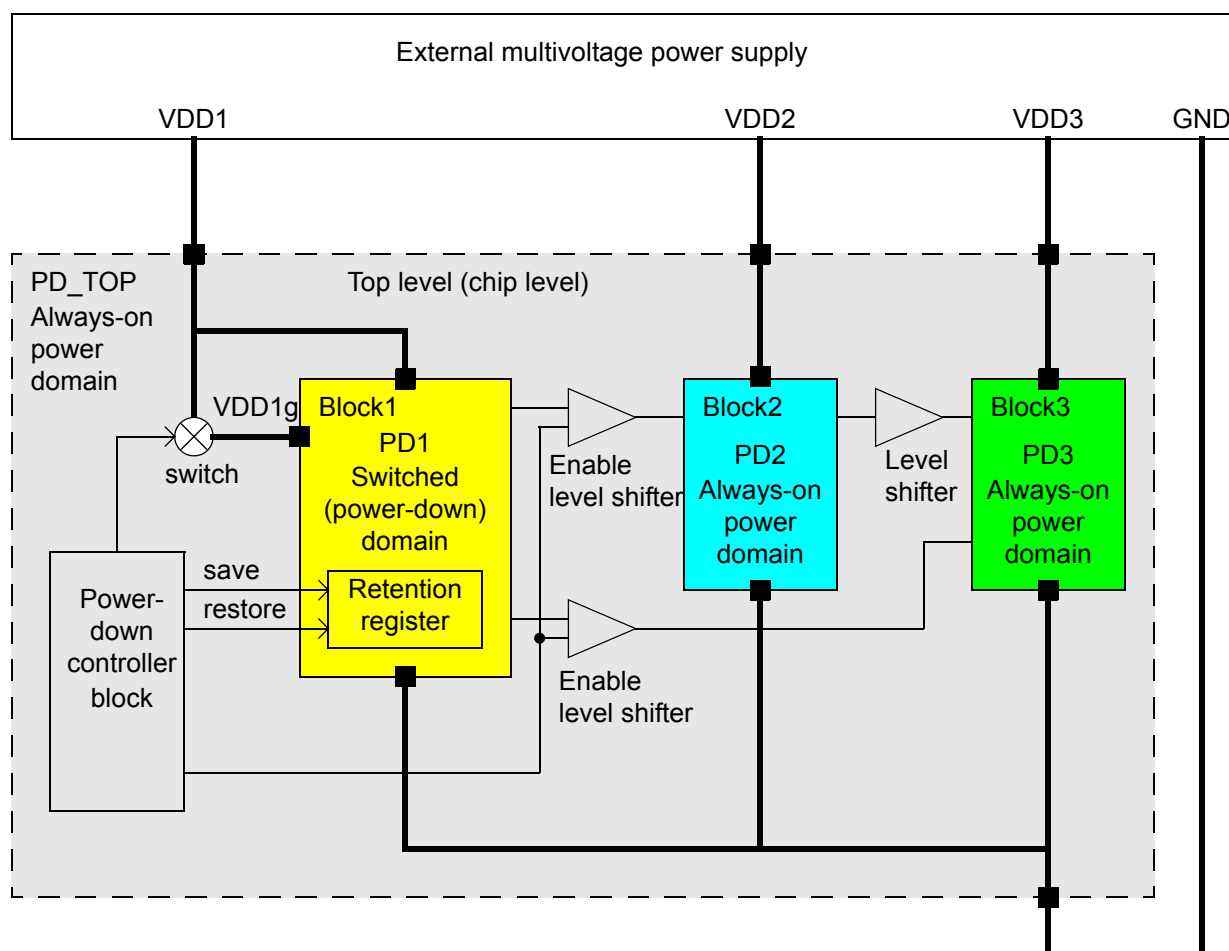 External multivoltage power supply
VDD1
VDD2
VDD3
GND
PD_TOP
Always-on
power
domain
Top level (chip level)
VDD1g
switch
Block1
PD1
Switched
(power-down)
domain
Enable
level shifter
Block2
PD2
Always-on
power
domain
Level
shifter
Block3
PD3
Always-on
power
domain
Power-
down
controller
block
save
restore
Retention
register
Enable
level shifter